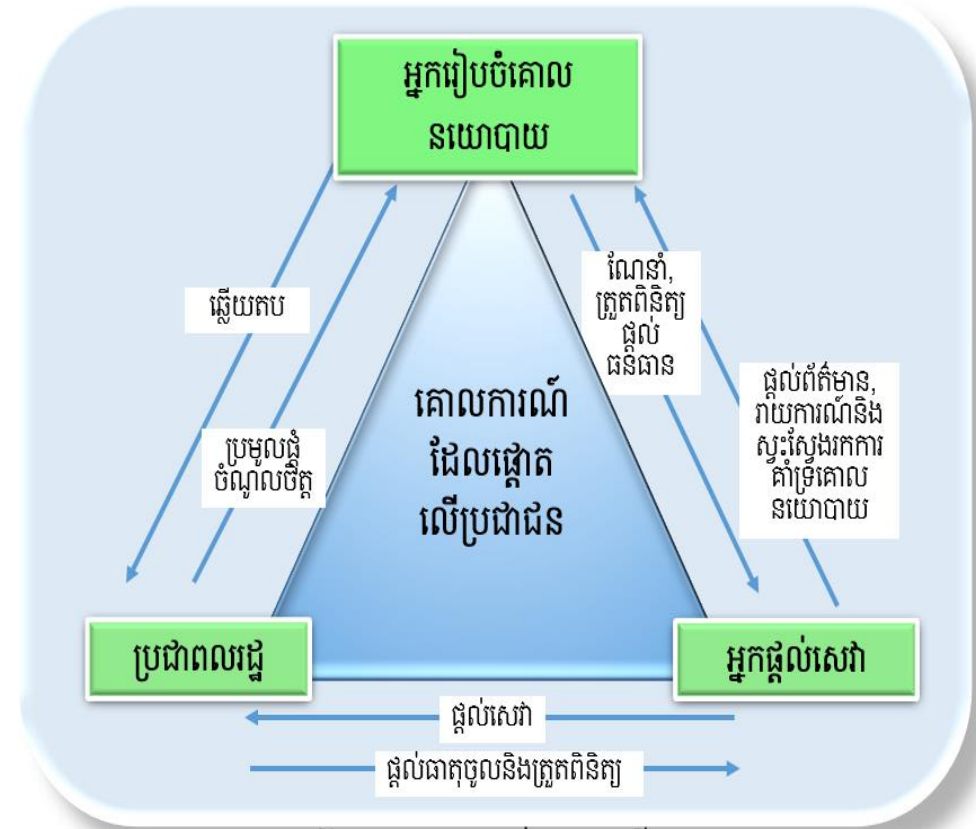 អ្នករៀបចំគោល
នយោបាយ
ឆ្លើយតប
ប្រមូលផ្តុំ
ចំណូលចិត្ត
ណែនាំ,
ត្រួតពិនិត្យ
ផ្តល់
ធនធាន
ផ្តល់ព័ត៌មាន,
រាយការណ៍និង
ស្វះស្វែងរកការ
គាំទ្រគោល
នយោបាយ
គោលការណ៍
ដែលផ្តោត
លើប្រជាជន
ប្រជាពលរដ្ឋ
អ្នកផ្តល់សេវា
ផ្តល់សេវា
ផ្តល់ធាតុចូលនិងត្រួតពិនិត្យ